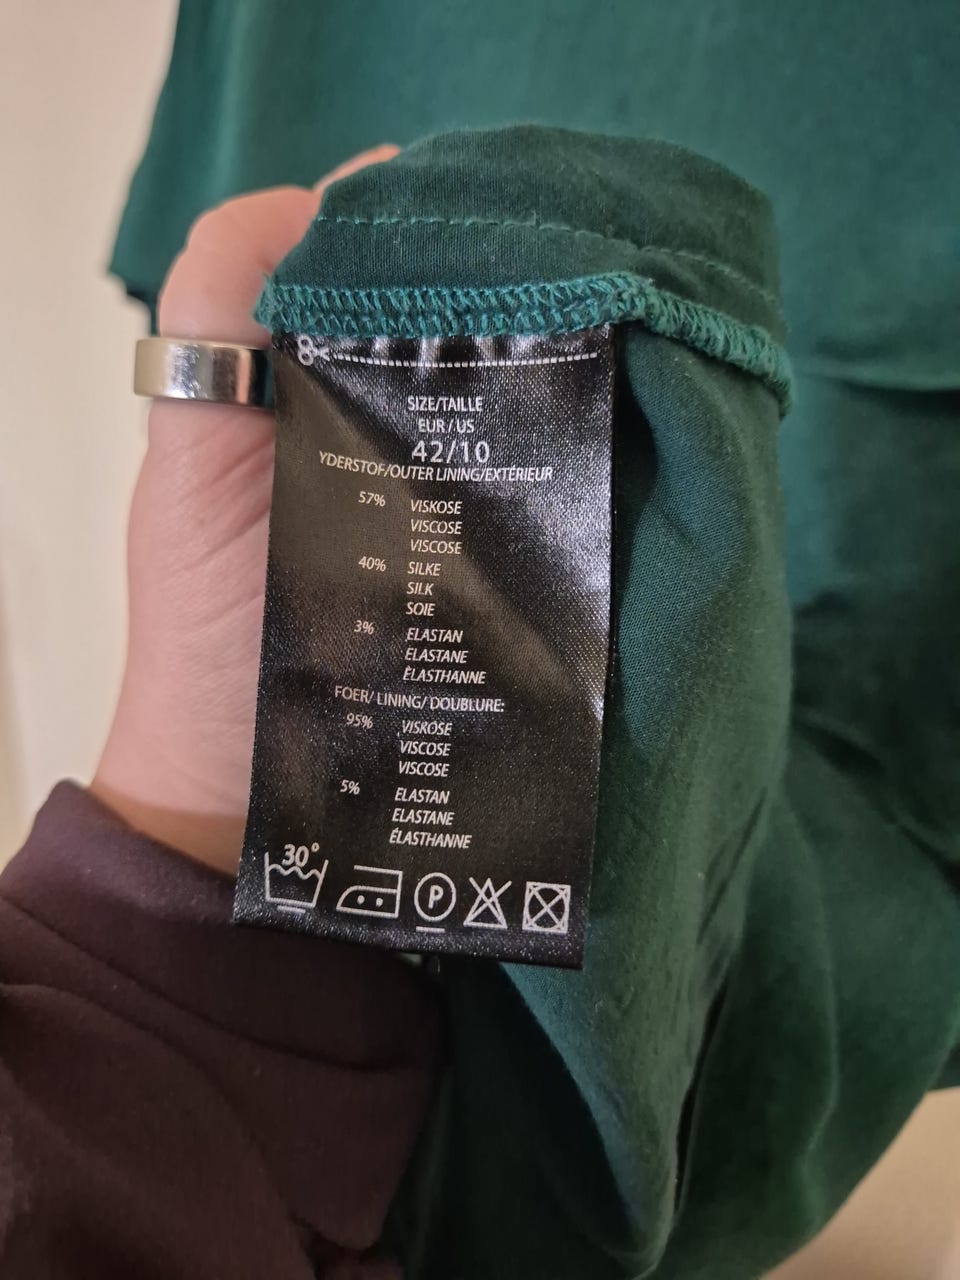 SIZE/TAILLE
EUR / US
42/10
YDERSTOF/OUTER LINING/EXTÉRIEUR
57% VISKOSE
VISCOSE
VISCOSE
40% SILKE
SILK
SOIE
3% ELASTAN
ELASTANE
ÉLASTHANNE
FOER/ LINING/ DOUBLURE:
95% VISKOSE
VISCOSE
VISCOSE
5% ELASTAN
ELASTANE
ÉLASTHANNE
30°
P